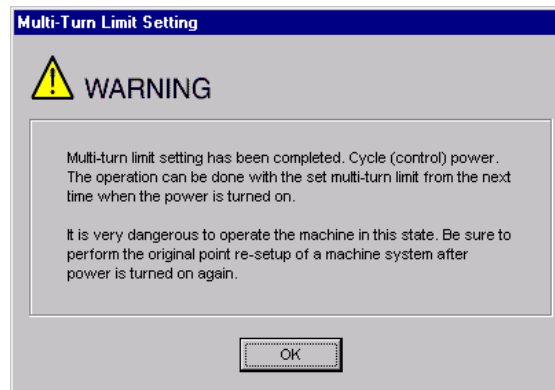 Multi-Turn Limit Setting
WARNING
Multi-turn limit setting has been completed. Cycle (control) power.
The operation can be done with the set multi-turn limit from the next
time when the power is turned on.
It is very dangerous to operate the machine in this state. Be sure to
perform the original point re-setup of a machine system after
power is turned on again.
OK